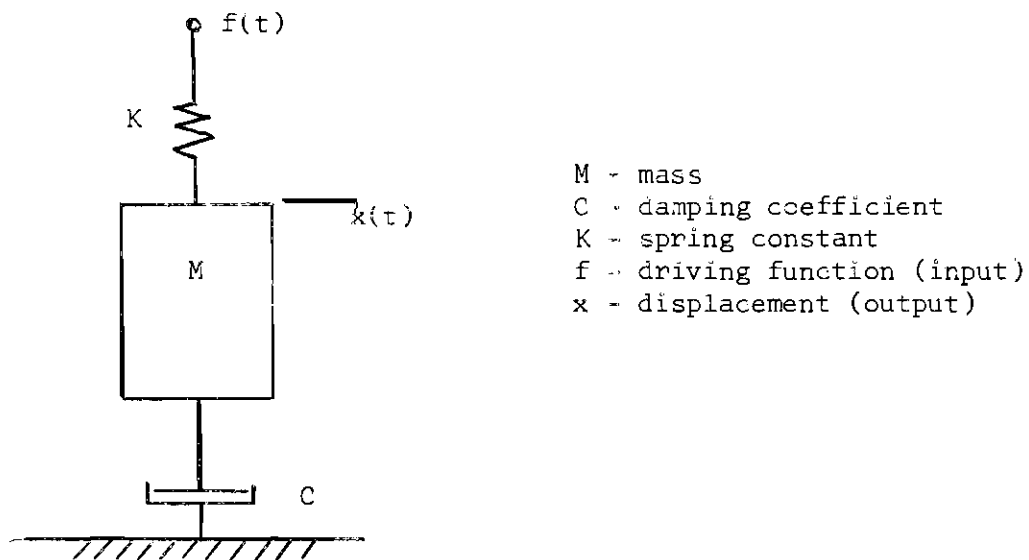 f(t)
K
x(t)
M
C
M - mass
C - damping coefficient
K - spring constant
f - driving function (input)
x - displacement (output)